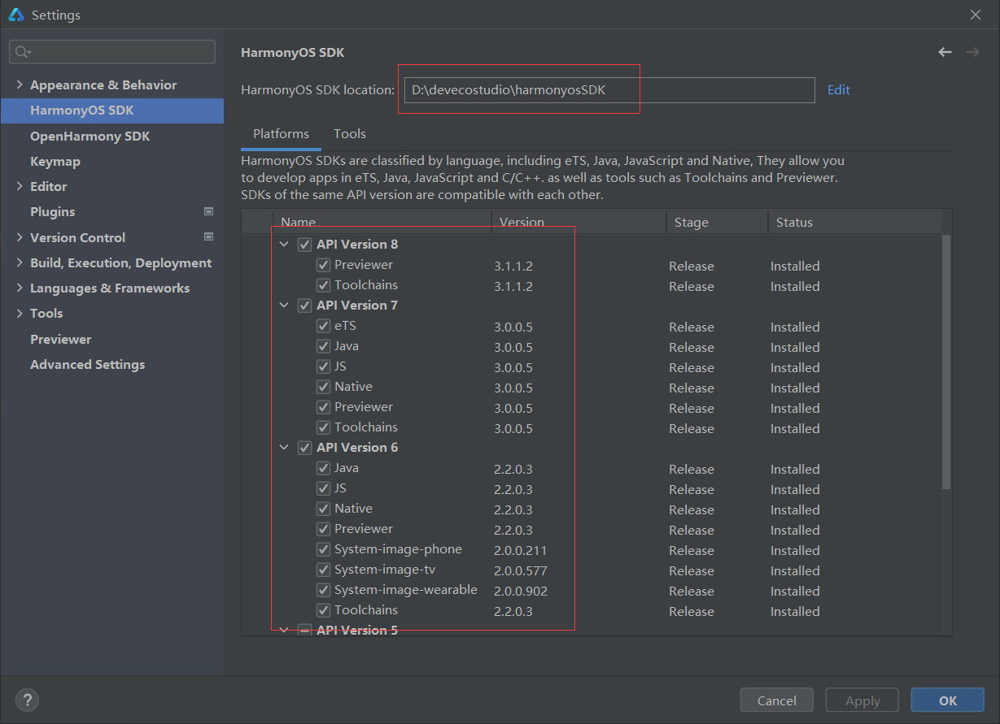 Settings
Appearance & Behavior
HarmonyOS SDK
OpenHarmony SDK
Keymap
Editor
Plugins
Version Control
Build, Execution, Deployment
Languages & Frameworks
Tools
Previewer
Advanced Settings
HarmonyOS SDK
HarmonyOS SDK location: D:\devecostudio\harmonyosSDK Edit
Platforms Tools
HarmonyOS SDKs are classified by language, including eTS, Java, JavaScript and Native, They allow you
to develop apps in eTS, Java, JavaScript and C/C++. as well as tools such as Toolchains and Previewer.
SDKs of the same API version are compatible with each other.
Name Version Stage Status
API Version 8
Previewer 3.1.1.2 Release Installed
Toolchains 3.1.1.2 Release Installed
API Version 7
eTS 3.0.0.5 Release Installed
Java 3.0.0.5 Release Installed
JS 3.0.0.5 Release Installed
Native 3.0.0.5 Release Installed
Previewer 3.0.0.5 Release Installed
Toolchains 3.0.0.5 Release Installed
API Version 6
Java 2.2.0.3 Release Installed
JS 2.2.0.3 Release Installed
Native 2.2.0.3 Release Installed
Previewer 2.2.0.3 Release Installed
System-image-phone 2.0.0.211 Release Installed
System-image-tv 2.0.0.577 Release Installed
System-image-wearable 2.0.0.902 Release Installed
Toolchains 2.2.0.3 Release Installed
API Version 5
? Cancel Apply OK